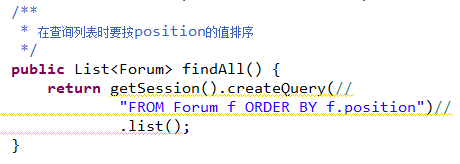 /**
 * 在查询列表时要按position的值排序
 */
public List<Forum> findAll() {
    return getSession().createQuery(//
            "FROM Forum f ORDER BY f.position")//
            .list();
}